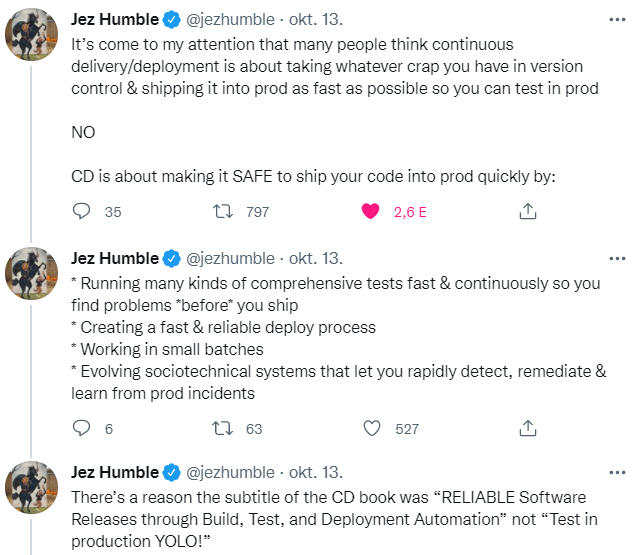 Jez Humble @jezhumble · okt. 13.
It’s come to my attention that many people think continuous
delivery/deployment is about taking whatever crap you have in version
control & shipping it into prod as fast as possible so you can test in prod
NO
CD is about making it SAFE to ship your code into prod quickly by:
35 797 2,6 E
Jez Humble @jezhumble · okt. 13.
* Running many kinds of comprehensive tests fast & continuously so you
find problems *before* you ship
* Creating a fast & reliable deploy process
* Working in small batches
* Evolving sociotechnical systems that let you rapidly detect, remediate &
learn from prod incidents
6 63 527
Jez Humble @jezhumble · okt. 13.
There’s a reason the subtitle of the CD book was “RELIABLE Software
Releases through Build, Test, and Deployment Automation” not “Test in
production YOLO!”